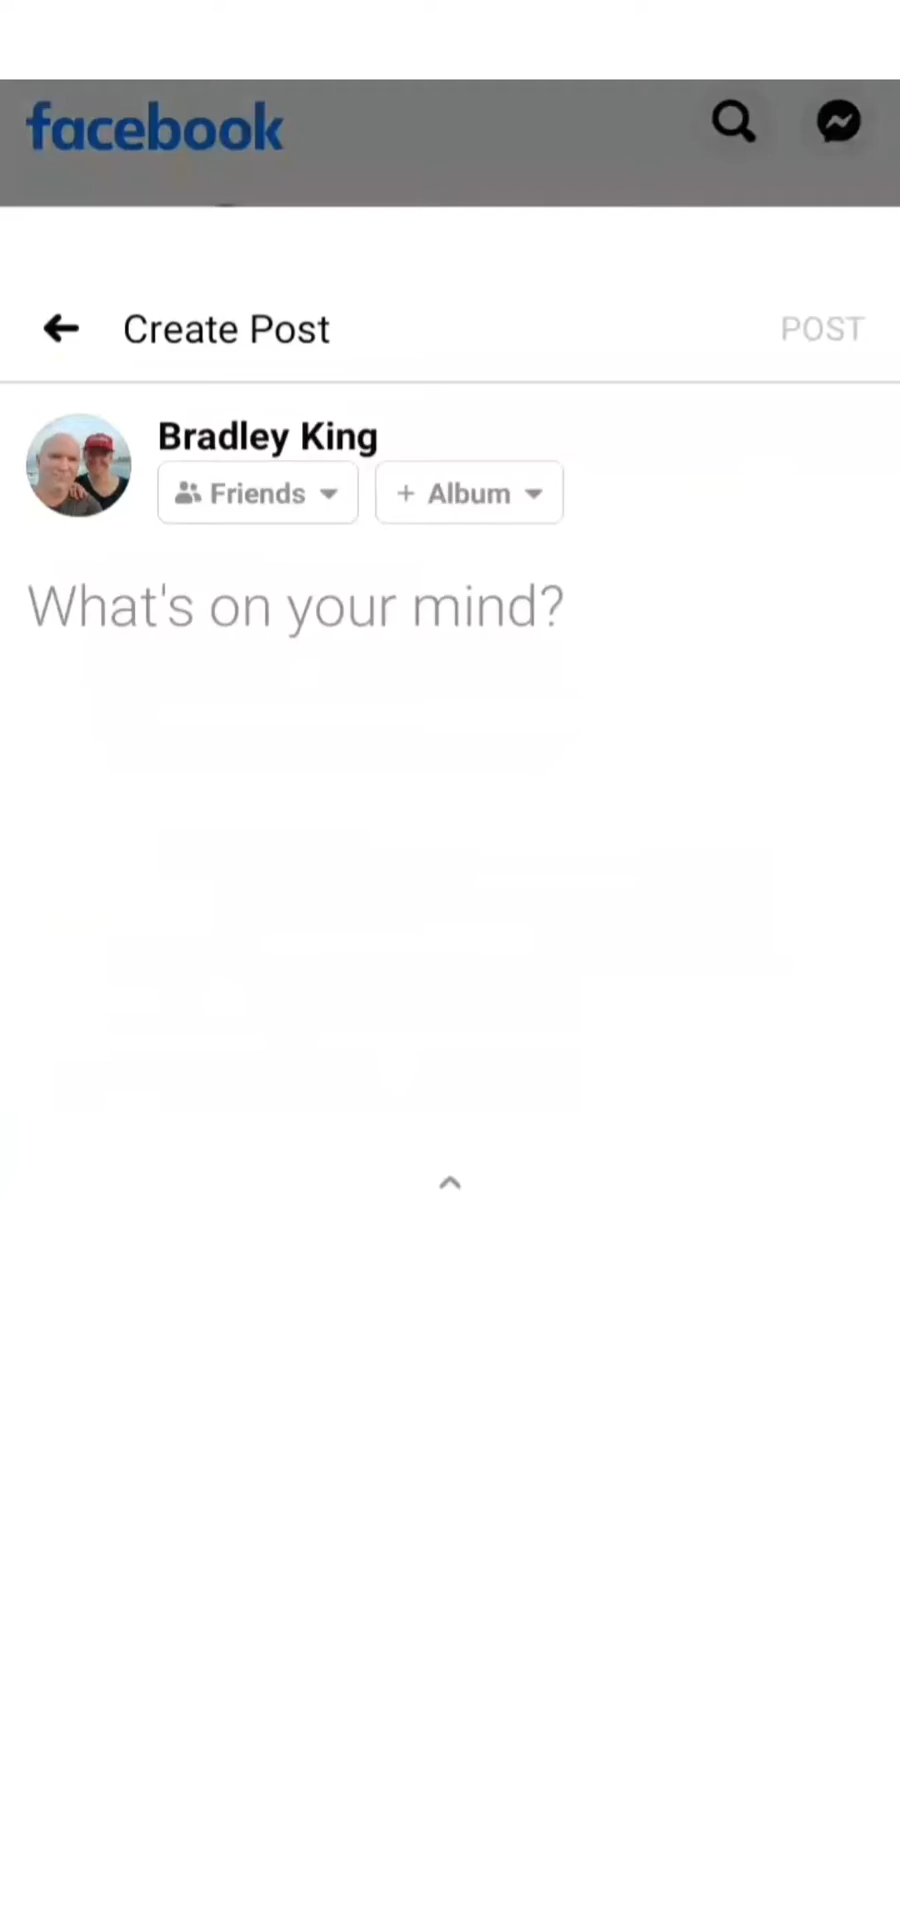 facebook
Create Post
POST
Bradley King
Friends
+ Album
What's on your mind?